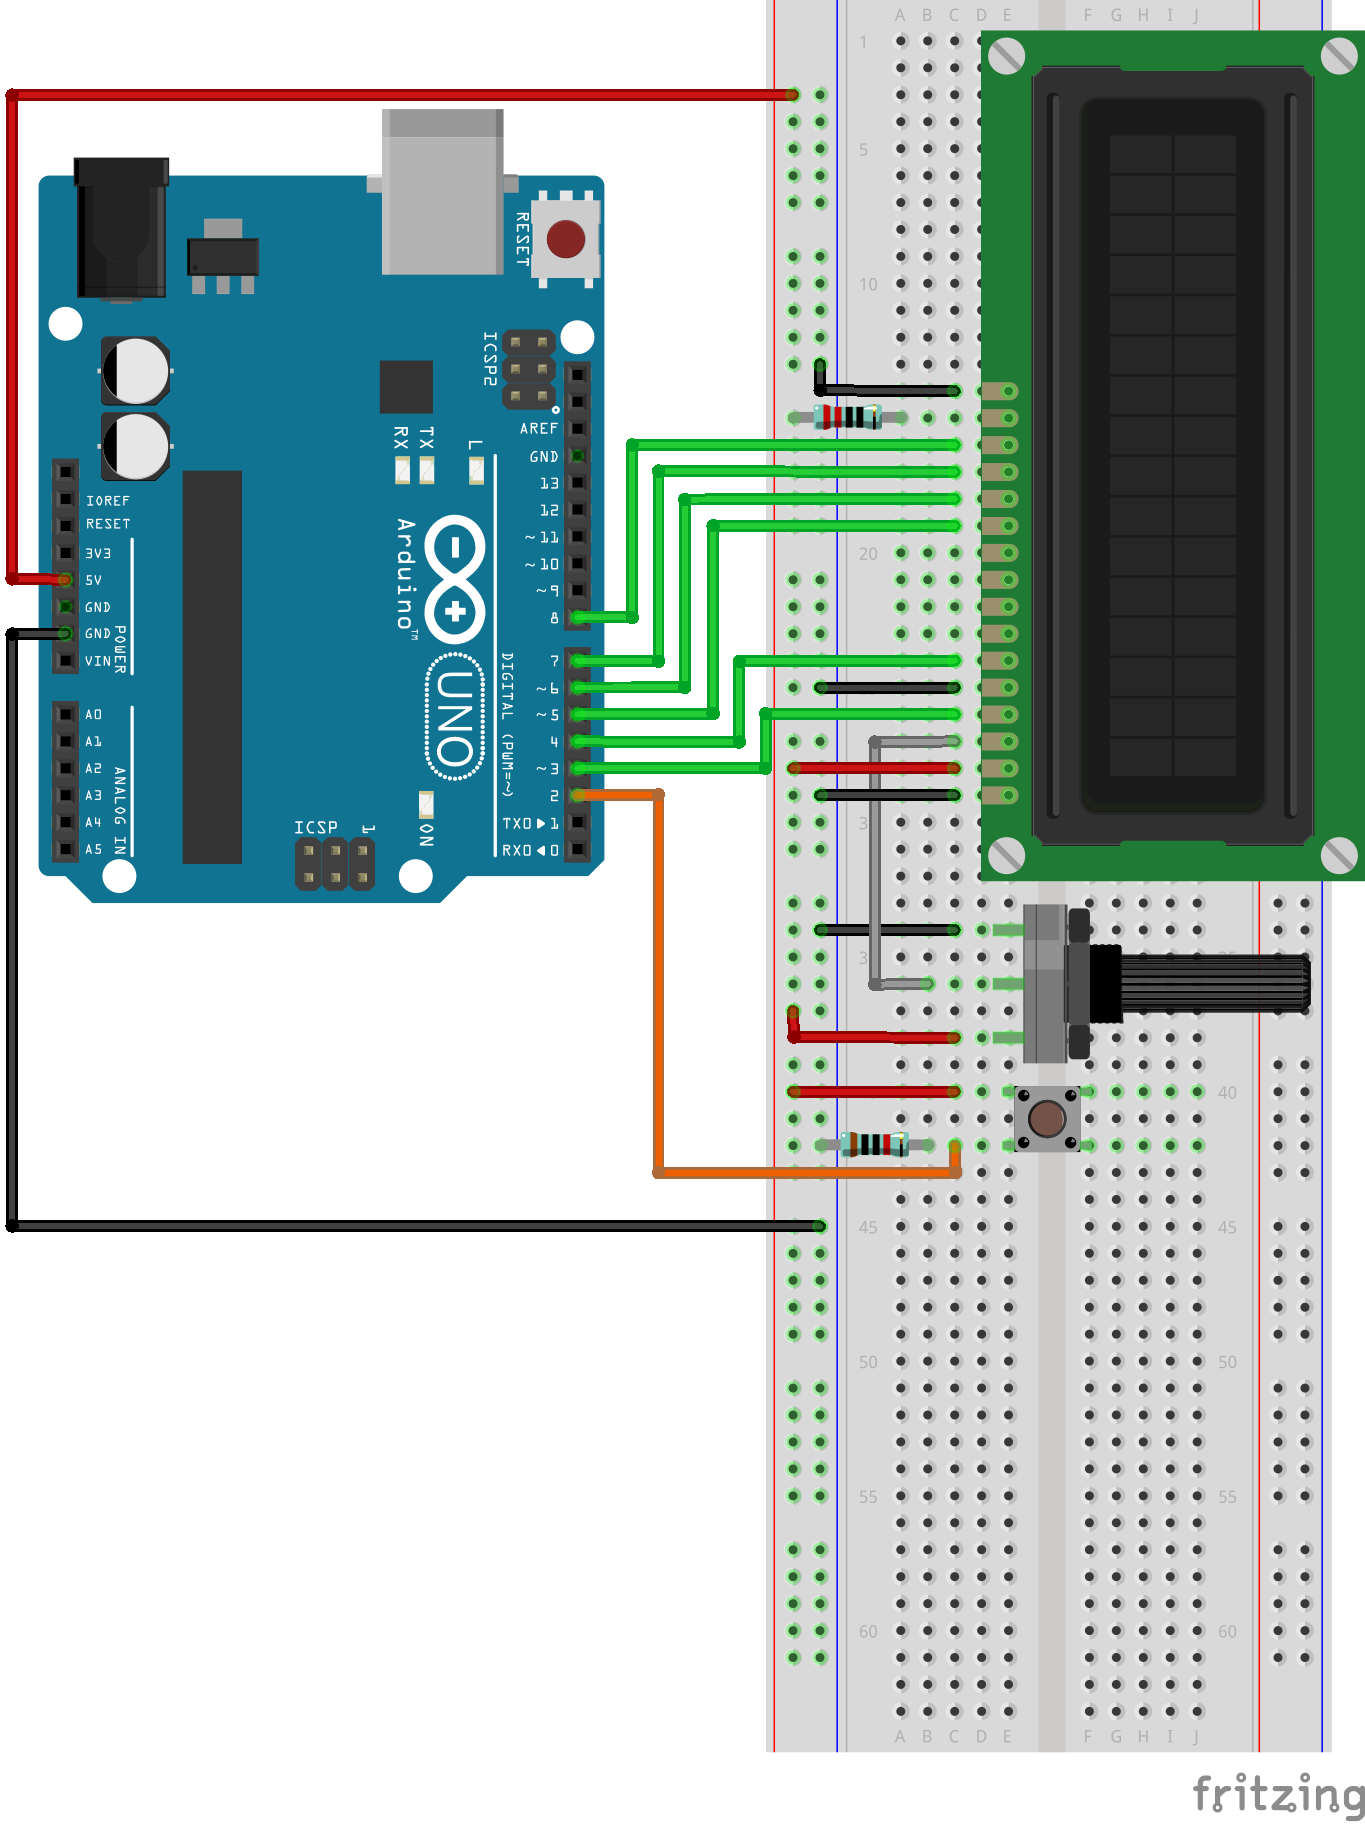 A B C D E F G H I J
1
5
10
20
3
3
35
40
45
45
50
50
55
55
60
60
A B C D E F G H I J
RESET
ICSP2
AREF
GND
13
12
~11
~10
~9
8
7
~6
~5
4
~3
2
TX0▶1
RX0◀0
DIGITAL (PWM=~)
RX
TX
L
Arduino™
UNO
ON
ICSP
1
IOREF
RESET
3V3
5V
GND
GND
VIN
POWER
A0
A1
A2
A3
A4
A5
ANALOG IN
fritzing